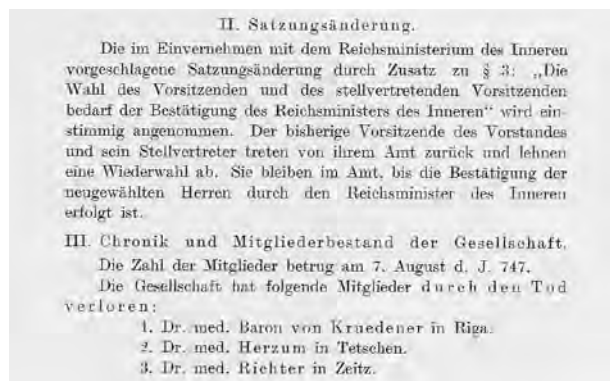 II. Satzungsänderung.
Die im Einvernehmen mit dem Reichsministerium des Inneren
vorgeschlagene Satzungsänderung durch Zusatz zu § 3: „Die
Wahl des Vorsitzenden und des stellvertretenden Vorsitzenden
bedarf der Bestätigung des Reichsministers des Inneren“ wird ein-
stimmig angenommen. Der bisherige Vorsitzende des Vorstandes
und sein Stellvertreter treten von ihrem Amt zurück und lehnen
eine Wiederwahl ab. Sie bleiben im Amt, bis die Bestätigung der
neugewählten Herren durch den Reichsminister des Inneren
erfolgt ist.
III. Chronik und Mitgliederbestand der Gesellschaft.
Die Zahl der Mitglieder betrug am 7. August d. J. 747.
Die Gesellschaft hat folgende Mitglieder durch den Tod
verloren:
1. Dr. med. Baron von Kruedener in Riga.
2. Dr. med. Herzum in Tetschen.
3. Dr. med. Richter in Zeitz.